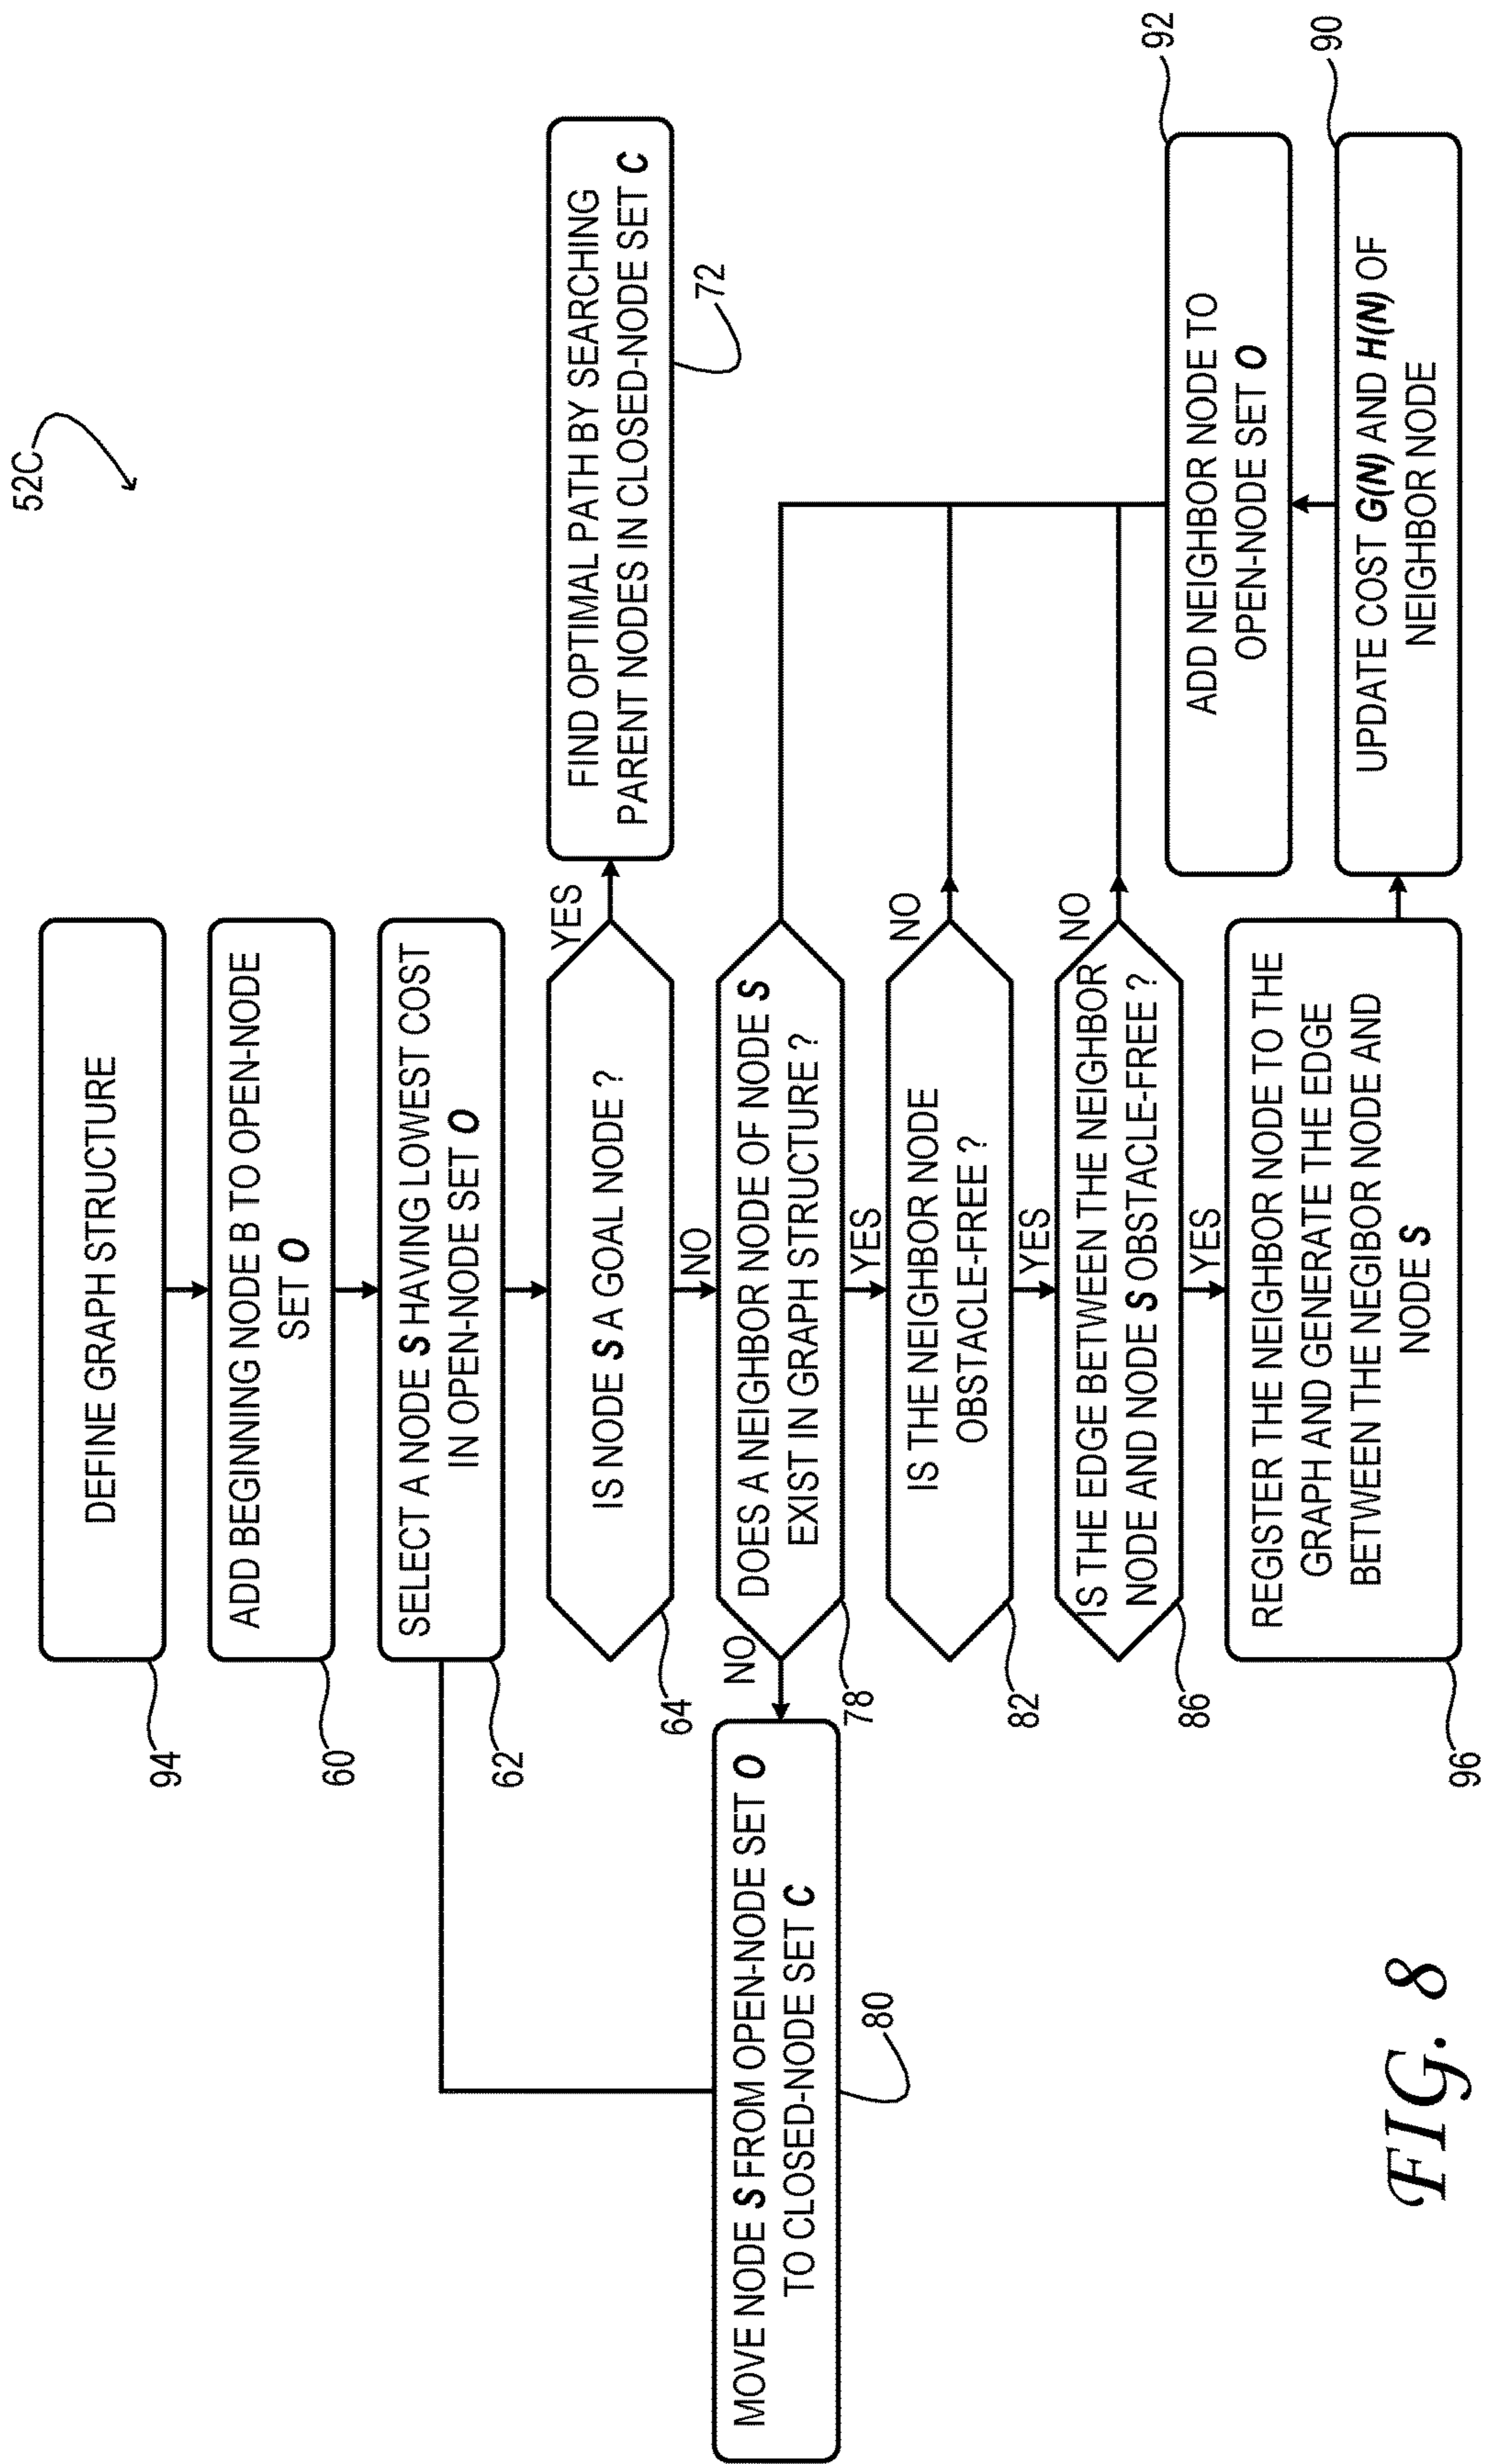 52C
DEFINE GRAPH STRUCTURE
94
ADD BEGINNING NODE B TO OPEN-NODE
SET O
60
SELECT A NODE S HAVING LOWEST COST
IN OPEN-NODE SET O
62
IS NODE S A GOAL NODE ?
64
YES
FIND OPTIMAL PATH BY SEARCHING
PARENT NODES IN CLOSED-NODE SET C
72
NO
DOES A NEIGHBOR NODE OF NODE S
EXIST IN GRAPH STRUCTURE ?
78
NO
MOVE NODE S FROM OPEN-NODE SET O
TO CLOSED-NODE SET C
80
YES
IS THE NEIGHBOR NODE
OBSTACLE-FREE ?
82
NO
YES
IS THE EDGE BETWEEN THE NEIGHBOR
NODE AND NODE S OBSTACLE-FREE ?
86
NO
YES
REGISTER THE NEIGHBOR NODE TO THE
GRAPH AND GENERATE THE EDGE
BETWEEN THE NEGIBOR NODE AND
NODE S
96
ADD NEIGHBOR NODE TO
OPEN-NODE SET O
92
UPDATE COST G(N) AND H(N) OF
NEIGHBOR NODE
90
FIG. 8